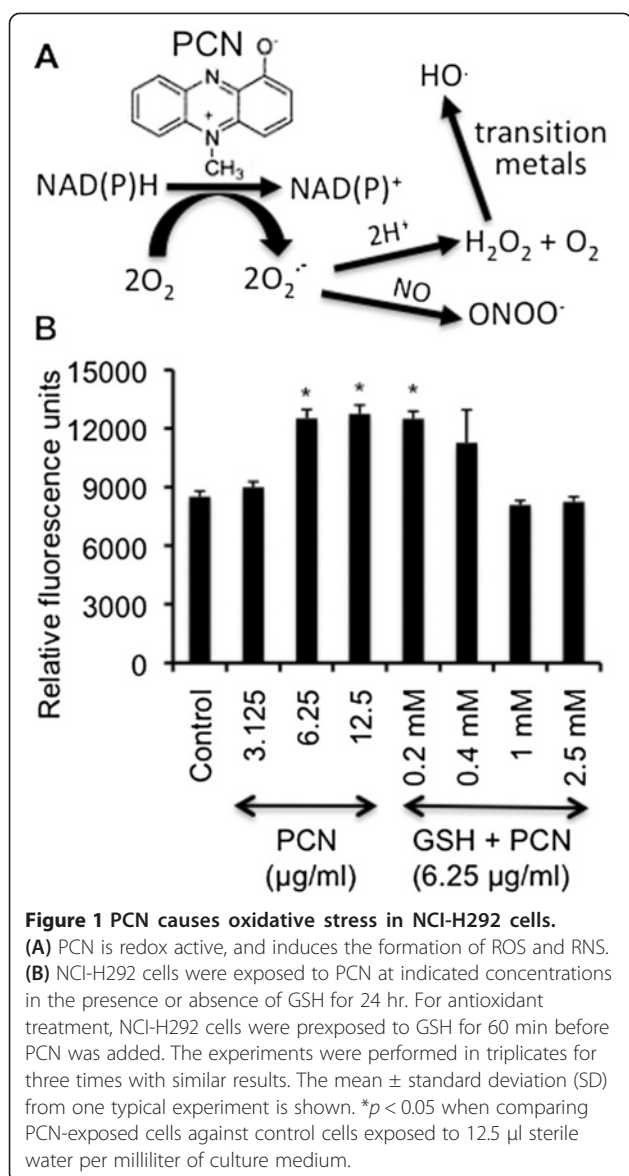 A
PCN
O⁻
N
N⁺
CH₃
HO·
transition
metals
NAD(P)H
NAD(P)⁺
2O₂
2O₂·⁻
2H⁺
H₂O₂ + O₂
NO
ONOO⁻
B
Relative fluorescence units
15000
12000
9000
6000
3000
0
* * *
Control
3.125
6.25
12.5
0.2 mM
0.4 mM
1 mM
2.5 mM
PCN
(µg/ml)
GSH + PCN
(6.25 µg/ml)
Figure 1 PCN causes oxidative stress in NCI-H292 cells.
(A) PCN is redox active, and induces the formation of ROS and RNS.
(B) NCI-H292 cells were exposed to PCN at indicated concentrations
in the presence or absence of GSH for 24 hr. For antioxidant
treatment, NCI-H292 cells were prexposed to GSH for 60 min before
PCN was added. The experiments were performed in triplicates for
three times with similar results. The mean ± standard deviation (SD)
from one typical experiment is shown. *p < 0.05 when comparing
PCN-exposed cells against control cells exposed to 12.5 µl sterile
water per milliliter of culture medium.